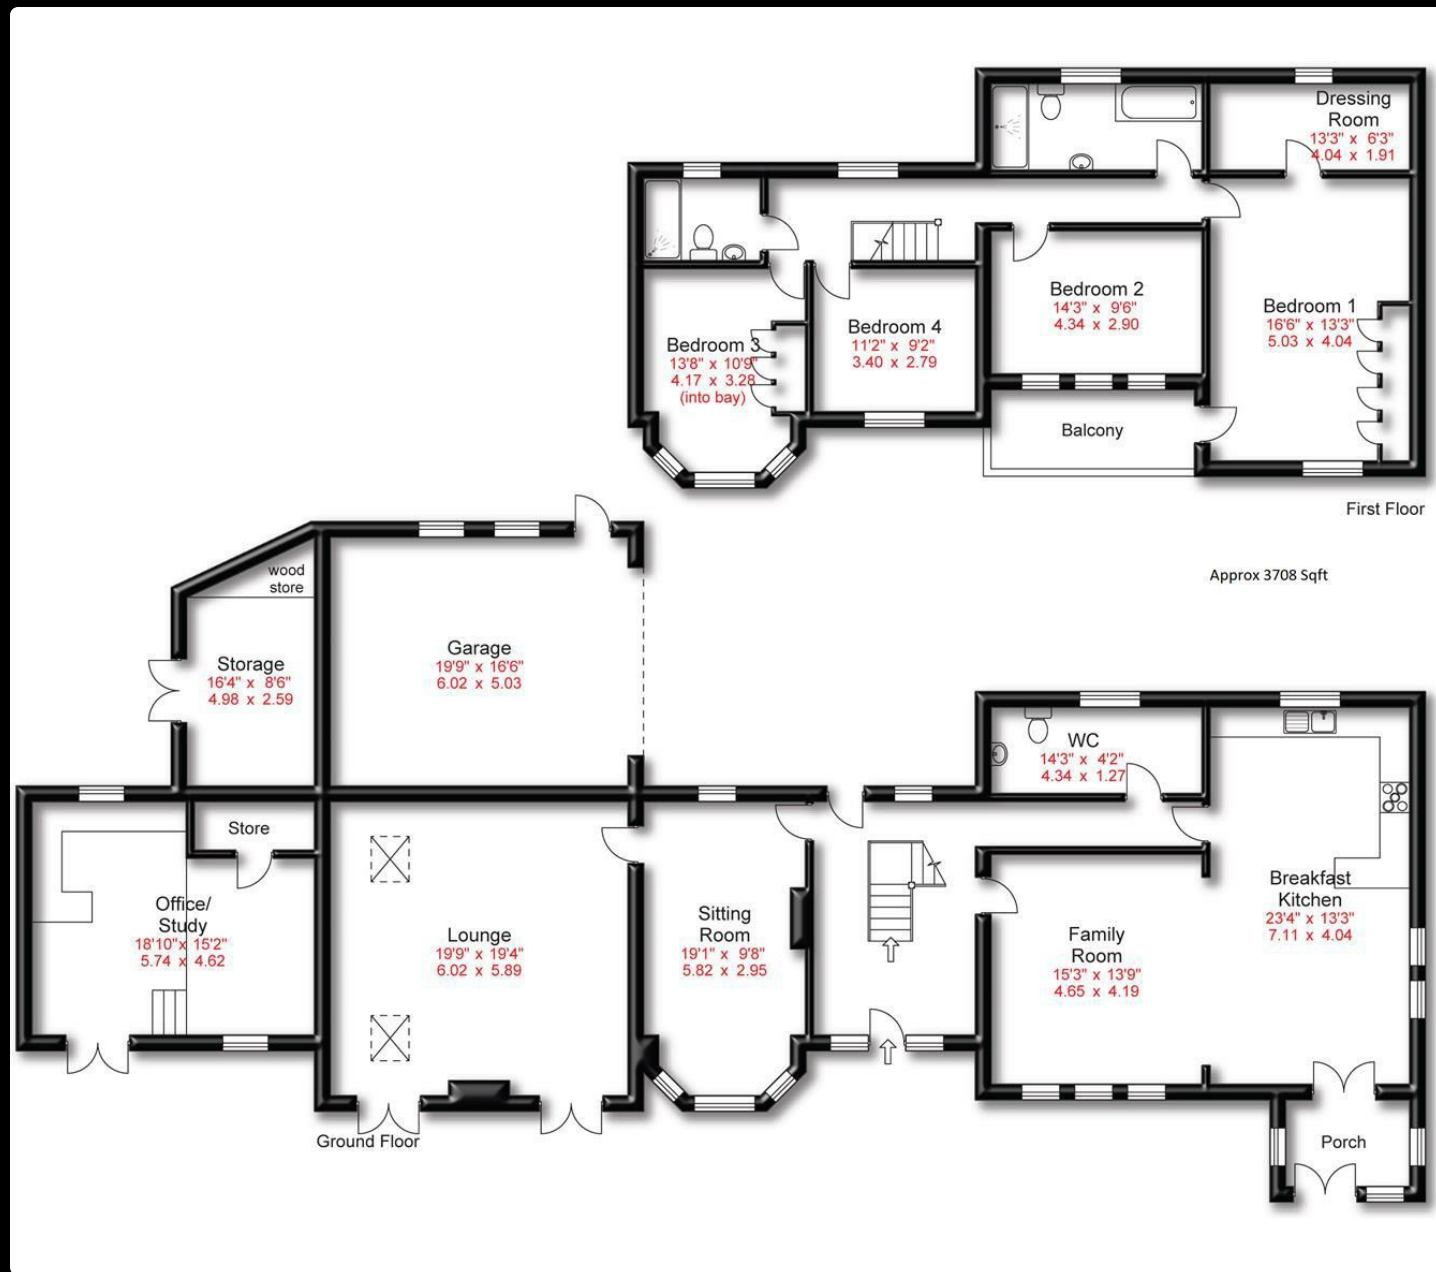 Dressing
Room
13'3" x 6'3"
4.04 x 1.91
Bedroom 2
14'3" x 9'6"
4.34 x 2.90
Bedroom 1
16'6" x 13'3"
5.03 x 4.04
Bedroom 4
11'2" x 9'2"
3.40 x 2.79
Bedroom 3
13'8" x 10'9"
4.17 x 3.28
(into bay)
Balcony
First Floor
Approx 3708 Sqft
wood
store
Storage
16'4" x 8'6"
4.98 x 2.59
Garage
19'9" x 16'6"
6.02 x 5.03
WC
14'3" x 4'2"
4.34 x 1.27
Store
Office/
Study
18'10"x 15'2"
5.74 x 4.62
Lounge
19'9" x 19'4"
6.02 x 5.89
Sitting
Room
19'1" x 9'8"
5.82 x 2.95
Family
Room
15'3" x 13'9"
4.65 x 4.19
Breakfast
Kitchen
23'4" x 13'3"
7.11 x 4.04
Ground Floor
Porch